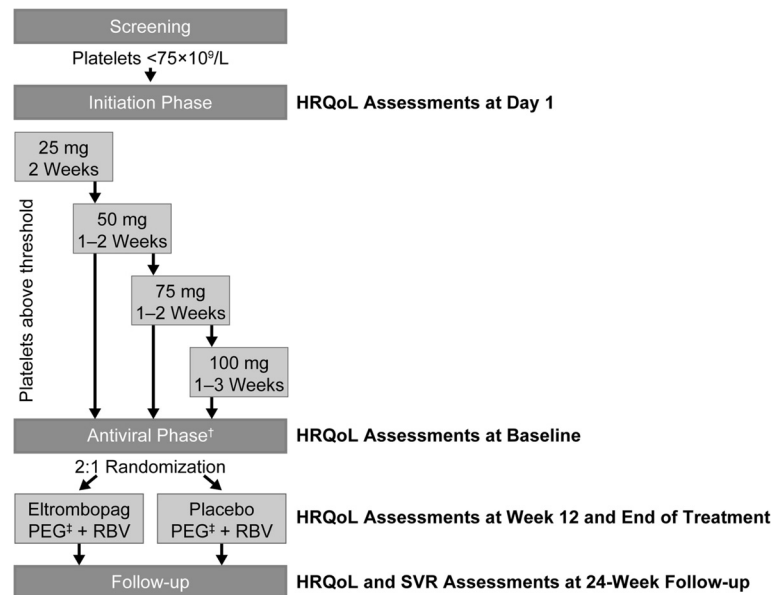 Screening
Platelets <75×10⁹/L
Initiation Phase
HRQoL Assessments at Day 1
25 mg
2 Weeks
Platelets above threshold
50 mg
1–2 Weeks
75 mg
1–2 Weeks
100 mg
1–3 Weeks
Antiviral Phase†
HRQoL Assessments at Baseline
2:1 Randomization
Eltrombopag
PEG‡ + RBV
Placebo
PEG‡ + RBV
HRQoL Assessments at Week 12 and End of Treatment
Follow-up
HRQoL and SVR Assessments at 24-Week Follow-up